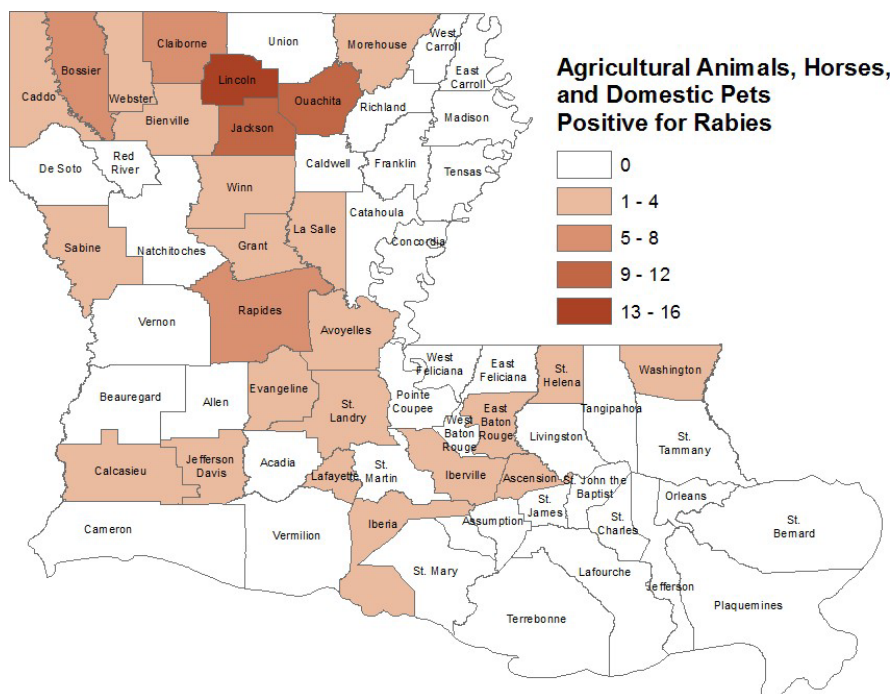 Union
Morehouse
West
Carroll
East
Carroll
Claiborne
Bossier
Caddo
Webster
Lincoln
Ouachita
Richland
Madison
Bienville
Jackson
De Soto
Red
River
Caldwell
Franklin
Tensas
Winn
Catahoula
La Salle
Concordia
Sabine
Natchitoches
Grant
Vernon
Rapides
Avoyelles
Beauregard
Allen
Evangeline
St.
Landry
Pointe
Coupee
West
Feliciana
East
Feliciana
St.
Helena
Washington
Tangipahoa
East
Baton
Rouge
West
Baton
Rouge
Livingston
St.
Tammany
Calcasieu
Jefferson
Davis
Acadia
Lafayette
St.
Martin
Iberville
Ascension
St. John the
Baptist
St.
James
St.
Charles
Orleans
St.
Bernard
Cameron
Vermilion
Iberia
Assumption
St. Mary
Lafourche
Jefferson
Plaquemines
Terrebonne
Agricultural Animals, Horses,
and Domestic Pets
Positive for Rabies
0
1 - 4
5 - 8
9 - 12
13 - 16